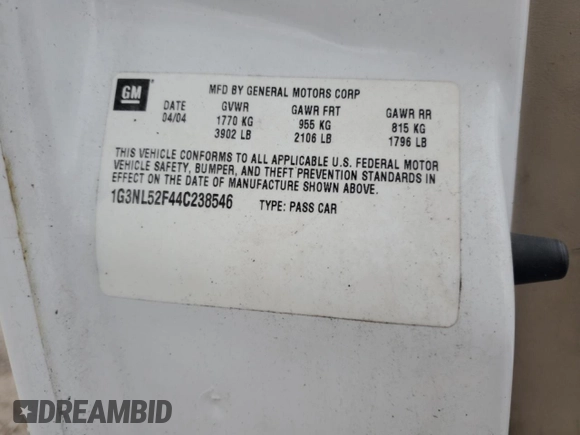 GM
MFD BY GENERAL MOTORS CORP
DATE GVWR GAWR FRT GAWR RR
04/04 1770 KG 955 KG 815 KG
3902 LB 2106 LB 1796 LB
THIS VEHICLE CONFORMS TO ALL APPLICABLE U.S. FEDERAL MOTOR
VEHICLE SAFETY, BUMPER, AND THEFT PREVENTION STANDARDS IN
EFFECT ON THE DATE OF MANUFACTURE SHOWN ABOVE.
1G3NL52F44C238546 TYPE: PASS CAR
DREAMBID